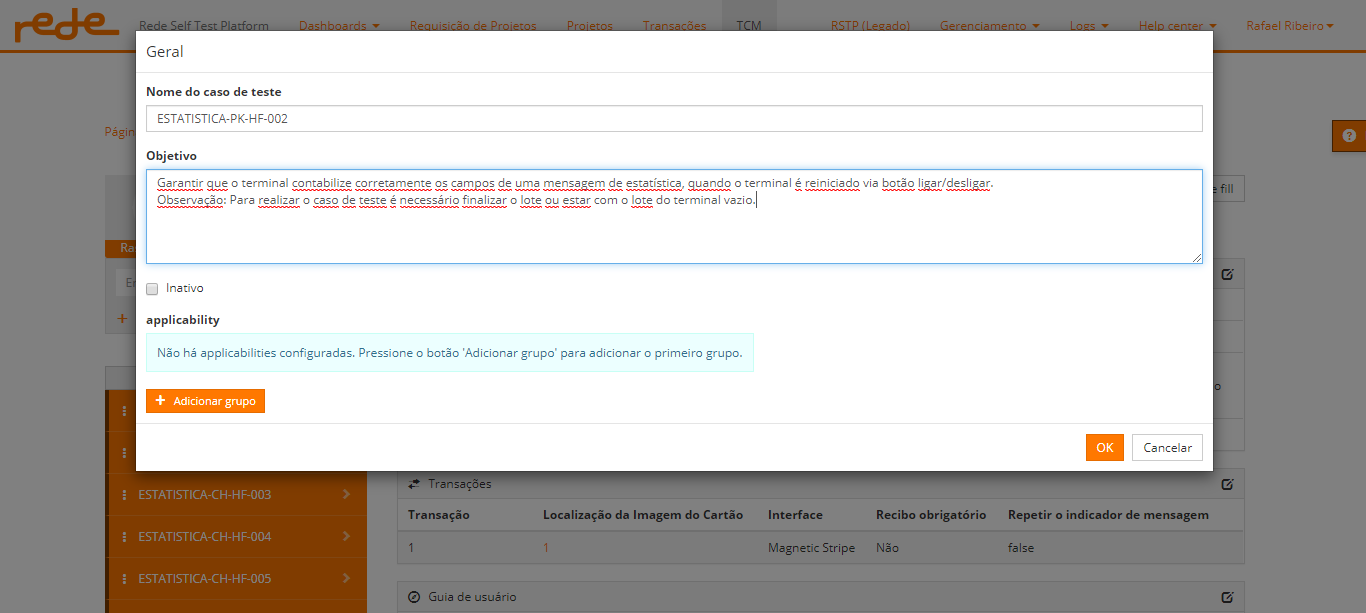 rede Rede Self Test Platform Dashboards Requisição de Projetos Projetos Transações TCM RSTP (Legado) Gerenciamento Logs Help center Rafael Ribeiro
Geral
Nome do caso de teste
ESTATISTICA-PK-HF-002
Págin
Objetivo
Garantir que o terminal contabilize corretamente os campos de uma mensagem de estatística, quando o terminal é reiniciado via botão ligar/desligar.
Observação: Para realizar o caso de teste é necessário finalizar o lote ou estar com o lote do terminal vazio.
e fill
Ra
En
Inativo
applicability
Não há applicabilities configuradas. Pressione o botão 'Adicionar grupo' para adicionar o primeiro grupo.
o
+ Adicionar grupo
OK Cancelar
Transações
ESTATISTICA-CH-HF-003
Transação Localização da Imagem do Cartão Interface Recibo obrigatório Repetir o indicador de mensagem
ESTATISTICA-CH-HF-004
1 1 Magnetic Stripe Não false
ESTATISTICA-CH-HF-005
Guia de usuário